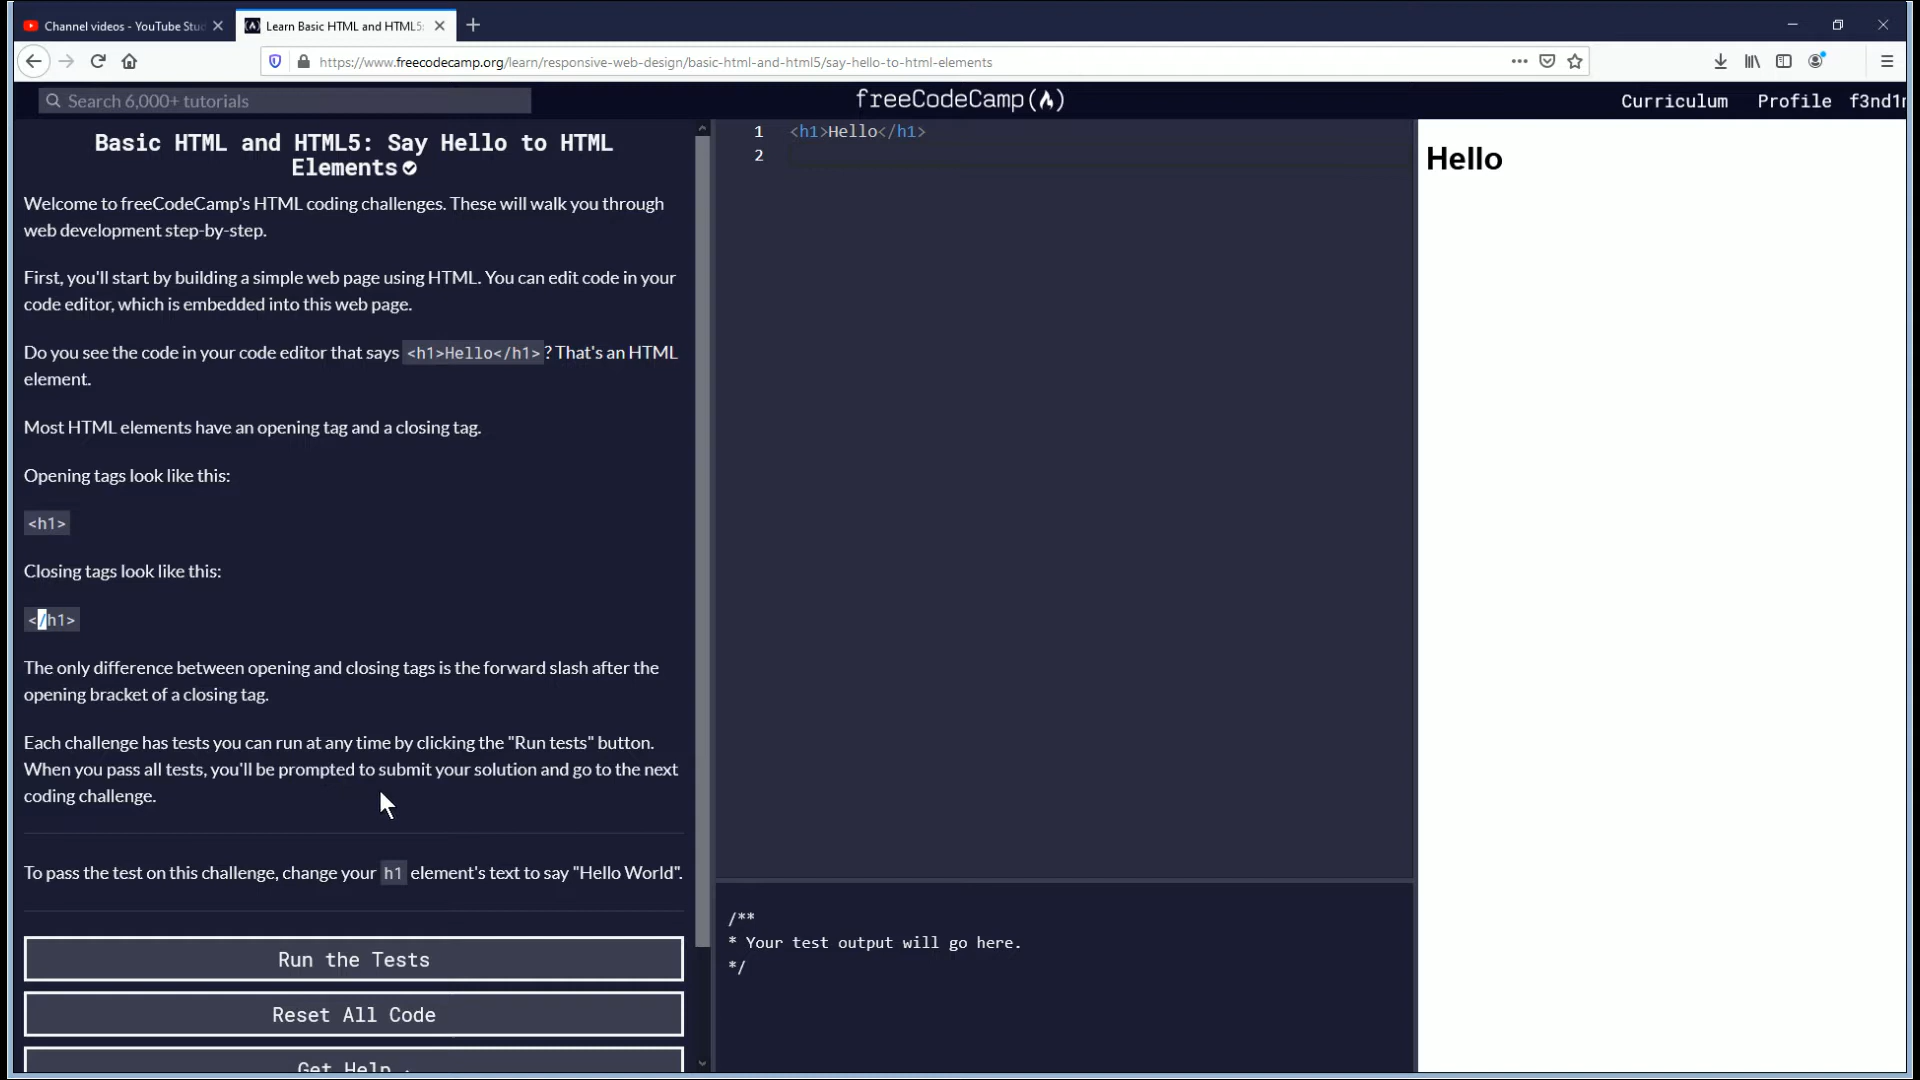 Channel videos - YouTube Stu
Learn Basic HTML and HTML5:
https://www.freecodecamp.org/learn/responsive-web-design/basic-html-and-html5/say-hello-to-html-elements
Search 6,000+ tutorials
freeCodeCamp(
)
Curriculum
Profile
f3nd1
Basic HTML and HTML5: Say Hello to HTML
Elements
Welcome to freeCodeCamp's HTML coding challenges. These will walk you through
web development step-by-step.
First, you'll start by building a simple web page using HTML. You can edit code in your
code editor, which is embedded into this web page.
Do you see the code in your code editor that says <h1>Hello</h1>? That's an HTML
element.
Most HTML elements have an opening tag and a closing tag.
Opening tags look like this:
<h1>
Closing tags look like this:
</h1>
The only difference between opening and closing tags is the forward slash after the
opening bracket of a closing tag.
Each challenge has tests you can run at any time by clicking the "Run tests" button.
When you pass all tests, you'll be prompted to submit your solution and go to the next
coding challenge.
To pass the test on this challenge, change your h1 element's text to say "Hello World".
Run the Tests
Reset All Code
Get Help
1 <h1>Hello</h1>
2
/**
* Your test output will go here.
*/
Hello